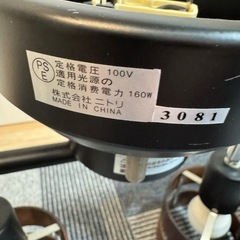 PS
E
定格電圧 100V
適用光源の
定格消費電力 160W
株式会社ニトリ
MADE IN CHINA
3081